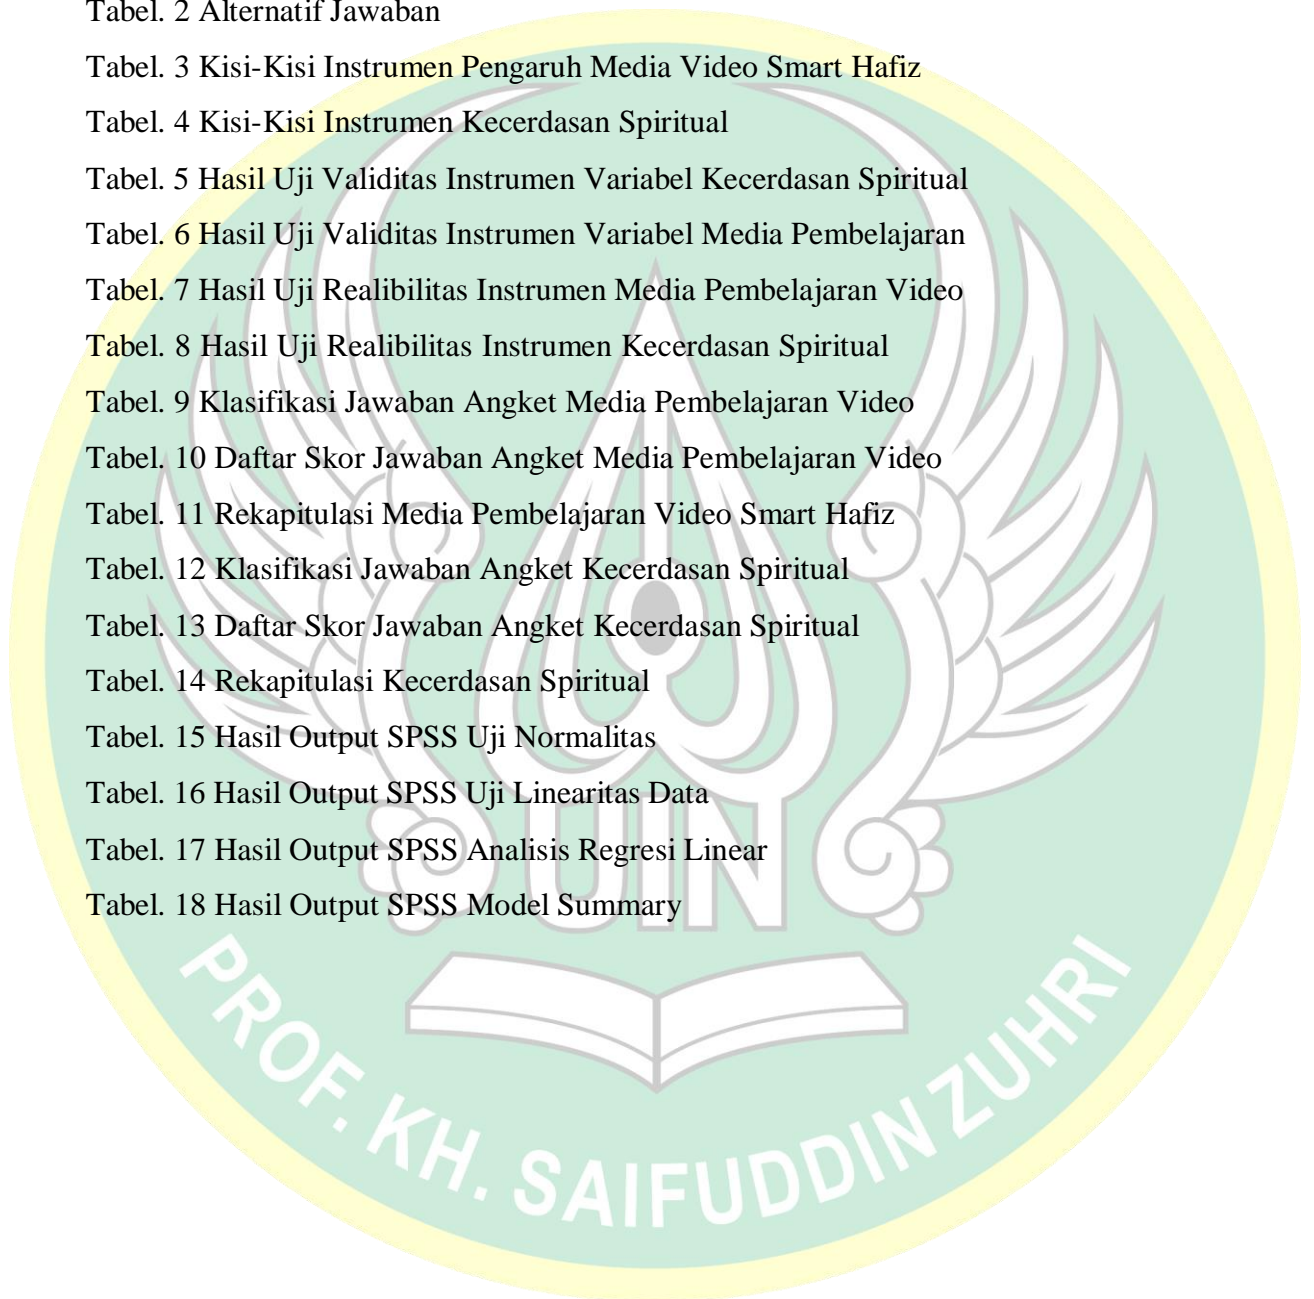 Tabel. 2 Alternatif Jawaban
Tabel. 3 Kisi-Kisi Instrumen Pengaruh Media Video Smart Hafiz
Tabel. 4 Kisi-Kisi Instrumen Kecerdasan Spiritual
Tabel. 5 Hasil Uji Validitas Instrumen Variabel Kecerdasan Spiritual
Tabel. 6 Hasil Uji Validitas Instrumen Variabel Media Pembelajaran
Tabel. 7 Hasil Uji Realibilitas Instrumen Media Pembelajaran Video
Tabel. 8 Hasil Uji Realibilitas Instrumen Kecerdasan Spiritual
Tabel. 9 Klasifikasi Jawaban Angket Media Pembelajaran Video
Tabel. 10 Daftar Skor Jawaban Angket Media Pembelajaran Video
Tabel. 11 Rekapitulasi Media Pembelajaran Video Smart Hafiz
Tabel. 12 Klasifikasi Jawaban Angket Kecerdasan Spiritual
Tabel. 13 Daftar Skor Jawaban Angket Kecerdasan Spiritual
Tabel. 14 Rekapitulasi Kecerdasan Spiritual
Tabel. 15 Hasil Output SPSS Uji Normalitas
Tabel. 16 Hasil Output SPSS Uji Linearitas Data
Tabel. 17 Hasil Output SPSS Analisis Regresi Linear
Tabel. 18 Hasil Output SPSS Model Summary
UIN
PROF. KH. SAIFUDDIN ZUHRI